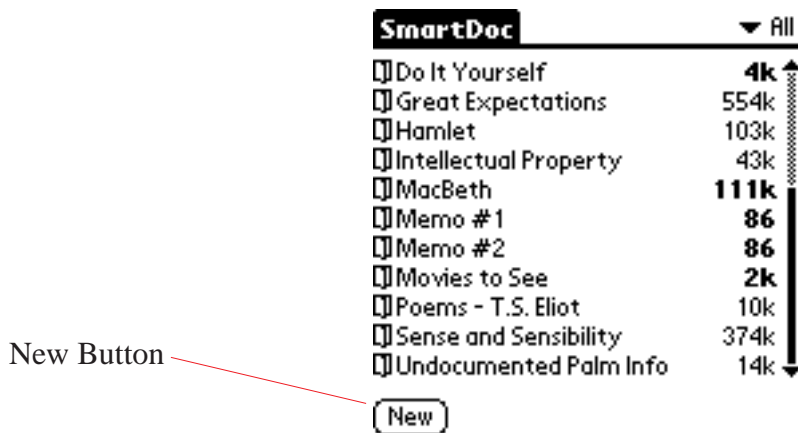 SmartDoc All
Do It Yourself 4k
Great Expectations 554k
Hamlet 103k
Intellectual Property 43k
MacBeth 111k
Memo #1 86
Memo #2 86
Movies to See 2k
Poems - T.S. Eliot 10k
Sense and Sensibility 374k
Undocumented Palm Info 14k
New Button
New